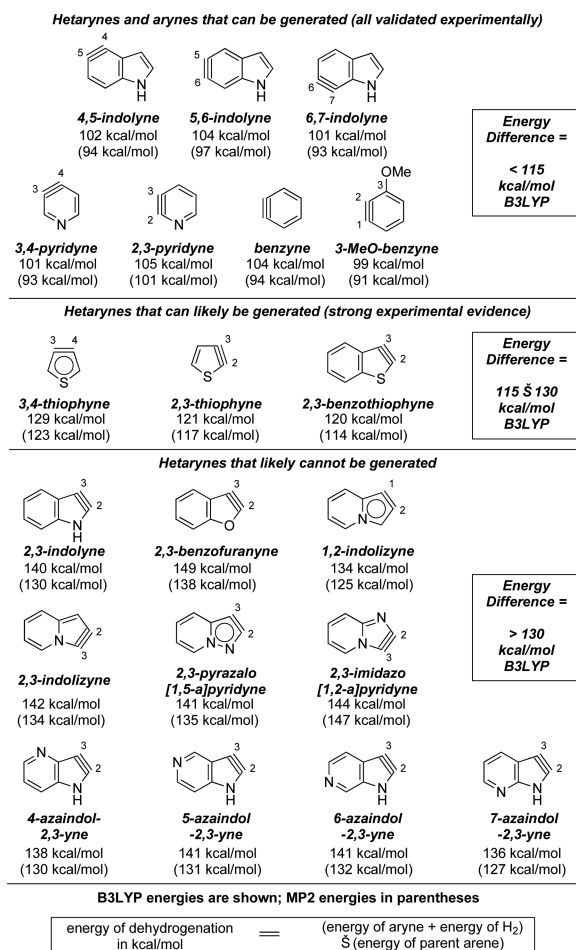 Hetarynes and arynes that can be generated (all validated experimentally)
4
5
N
H
4,5-indolyne
102 kcal/mol
(94 kcal/mol)
5
6
N
H
5,6-indolyne
104 kcal/mol
(97 kcal/mol)
6
7
N
H
6,7-indolyne
101 kcal/mol
(93 kcal/mol)
Energy
Difference =
< 115
kcal/mol
B3LYP
4
3
N
3,4-pyridyne
101 kcal/mol
(93 kcal/mol)
3
2
N
2,3-pyridyne
105 kcal/mol
(101 kcal/mol)
benzyne
104 kcal/mol
(94 kcal/mol)
OMe
3
2
1
3-MeO-benzyne
99 kcal/mol
(91 kcal/mol)
Hetarynes that can likely be generated (strong experimental evidence)
3 4
S
3,4-thiophyne
129 kcal/mol
(123 kcal/mol)
3
2
S
2,3-thiophyne
121 kcal/mol
(117 kcal/mol)
3
2
S
2,3-benzothiophyne
120 kcal/mol
(114 kcal/mol)
Energy
Difference =
115 Š 130
kcal/mol
B3LYP
Hetarynes that likely cannot be generated
3
2
N
H
2,3-indolyne
140 kcal/mol
(130 kcal/mol)
3
2
O
2,3-benzofuranyne
149 kcal/mol
(138 kcal/mol)
1
2
N
1,2-indolizyne
134 kcal/mol
(125 kcal/mol)
2
N
3
2,3-indolizyne
142 kcal/mol
(134 kcal/mol)
3
2
N
N
2,3-pyrazalo
[1,5-a]pyridyne
141 kcal/mol
(135 kcal/mol)
N
2
N
3
2,3-imidazo
[1,2-a]pyridyne
144 kcal/mol
(147 kcal/mol)
Energy
Difference =
> 130
kcal/mol
B3LYP
N
3
2
N
H
4-azaindol-
2,3-yne
138 kcal/mol
(130 kcal/mol)
N
3
2
N
H
5-azaindol
-2,3-yne
141 kcal/mol
(131 kcal/mol)
3
2
N
N
H
6-azaindol
-2,3-yne
141 kcal/mol
(132 kcal/mol)
3
2
N
N
H
7-azaindol
-2,3-yne
136 kcal/mol
(127 kcal/mol)
B3LYP energies are shown; MP2 energies in parentheses
energy of dehydrogenation
in kcal/mol
=
(energy of aryne + energy of H2)
Š (energy of parent arene)